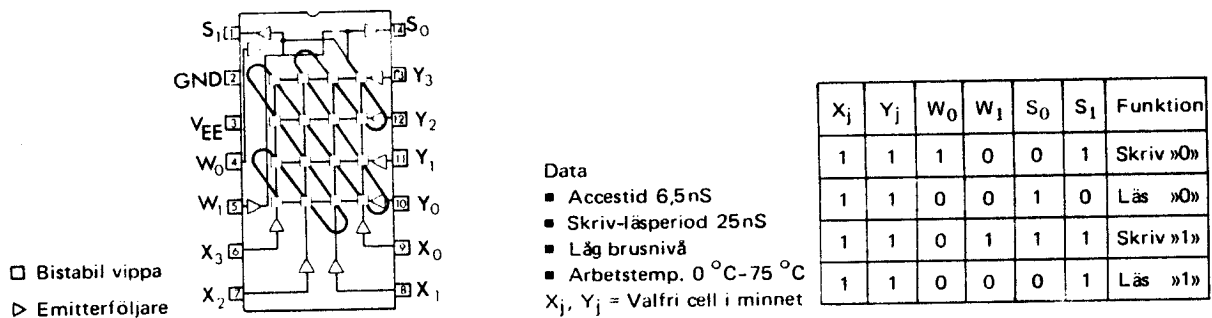 S₁ 1 14 S₀
GND 2 13 Y₃
VEE 3 12 Y₂
W₀ 4 11 Y₁
W₁ 5 10 Y₀
X₃ 6 9 X₀
X₂ 7 8 X₁
□ Bistabil vippa
▷ Emitterföljare
Data
▪ Accestid 6,5nS
▪ Skriv-läsperiod 25nS
▪ Låg brusnivå
▪ Arbetstemp. 0 °C-75 °C
Xj, Yj = Valfri cell i minnet
Xj Yj W₀ W₁ S₀ S₁ Funktion
1 1 1 0 0 1 Skriv »0»
1 1 0 0 1 0 Läs »0»
1 1 0 1 1 1 Skriv »1»
1 1 0 0 0 1 Läs »1»